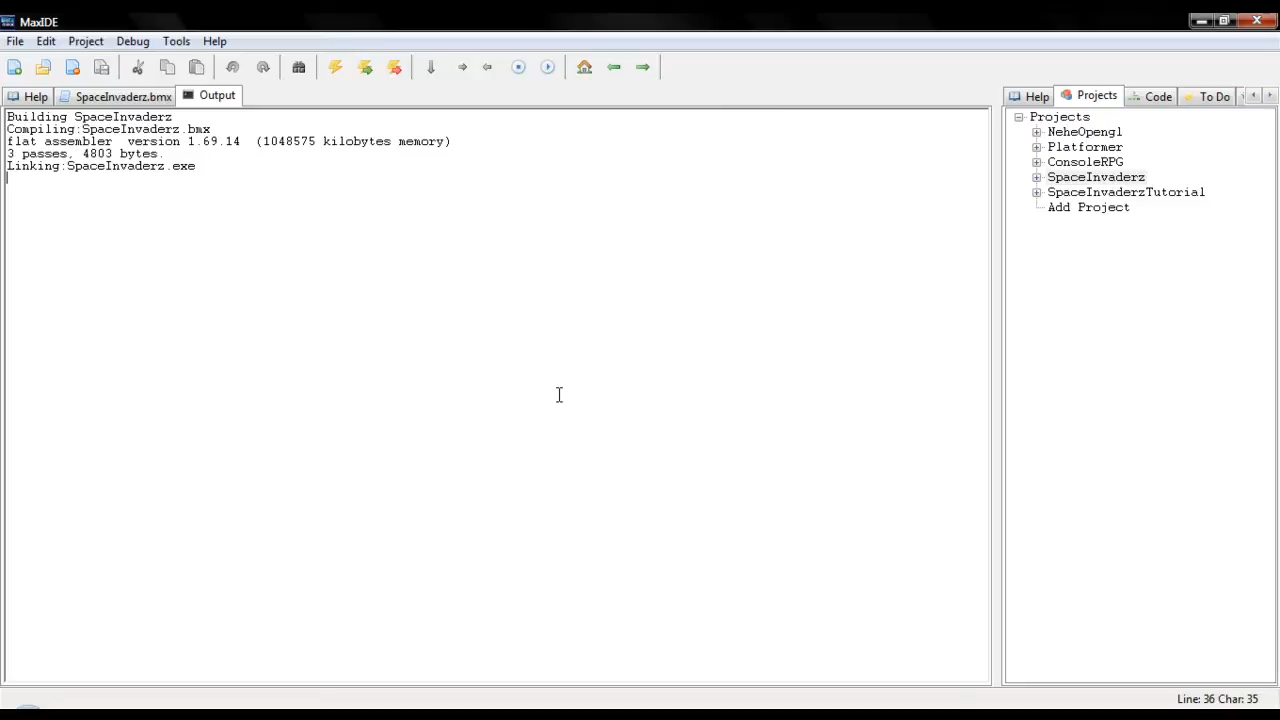 MaxIDE
File Edit Project Debug Tools Help
Help SpaceInvaderz.bmx Output
Building SpaceInvaderz
Compiling:SpaceInvaderz.bmx
flat assembler  version 1.69.14  (1048575 kilobytes memory)
3 passes, 4803 bytes.
Linking:SpaceInvaderz.exe
Help Projects Code To Do
Projects
NeheOpengl
Platformer
ConsoleRPG
SpaceInvaderz
SpaceInvaderzTutorial
Add Project
Line: 36 Char: 35